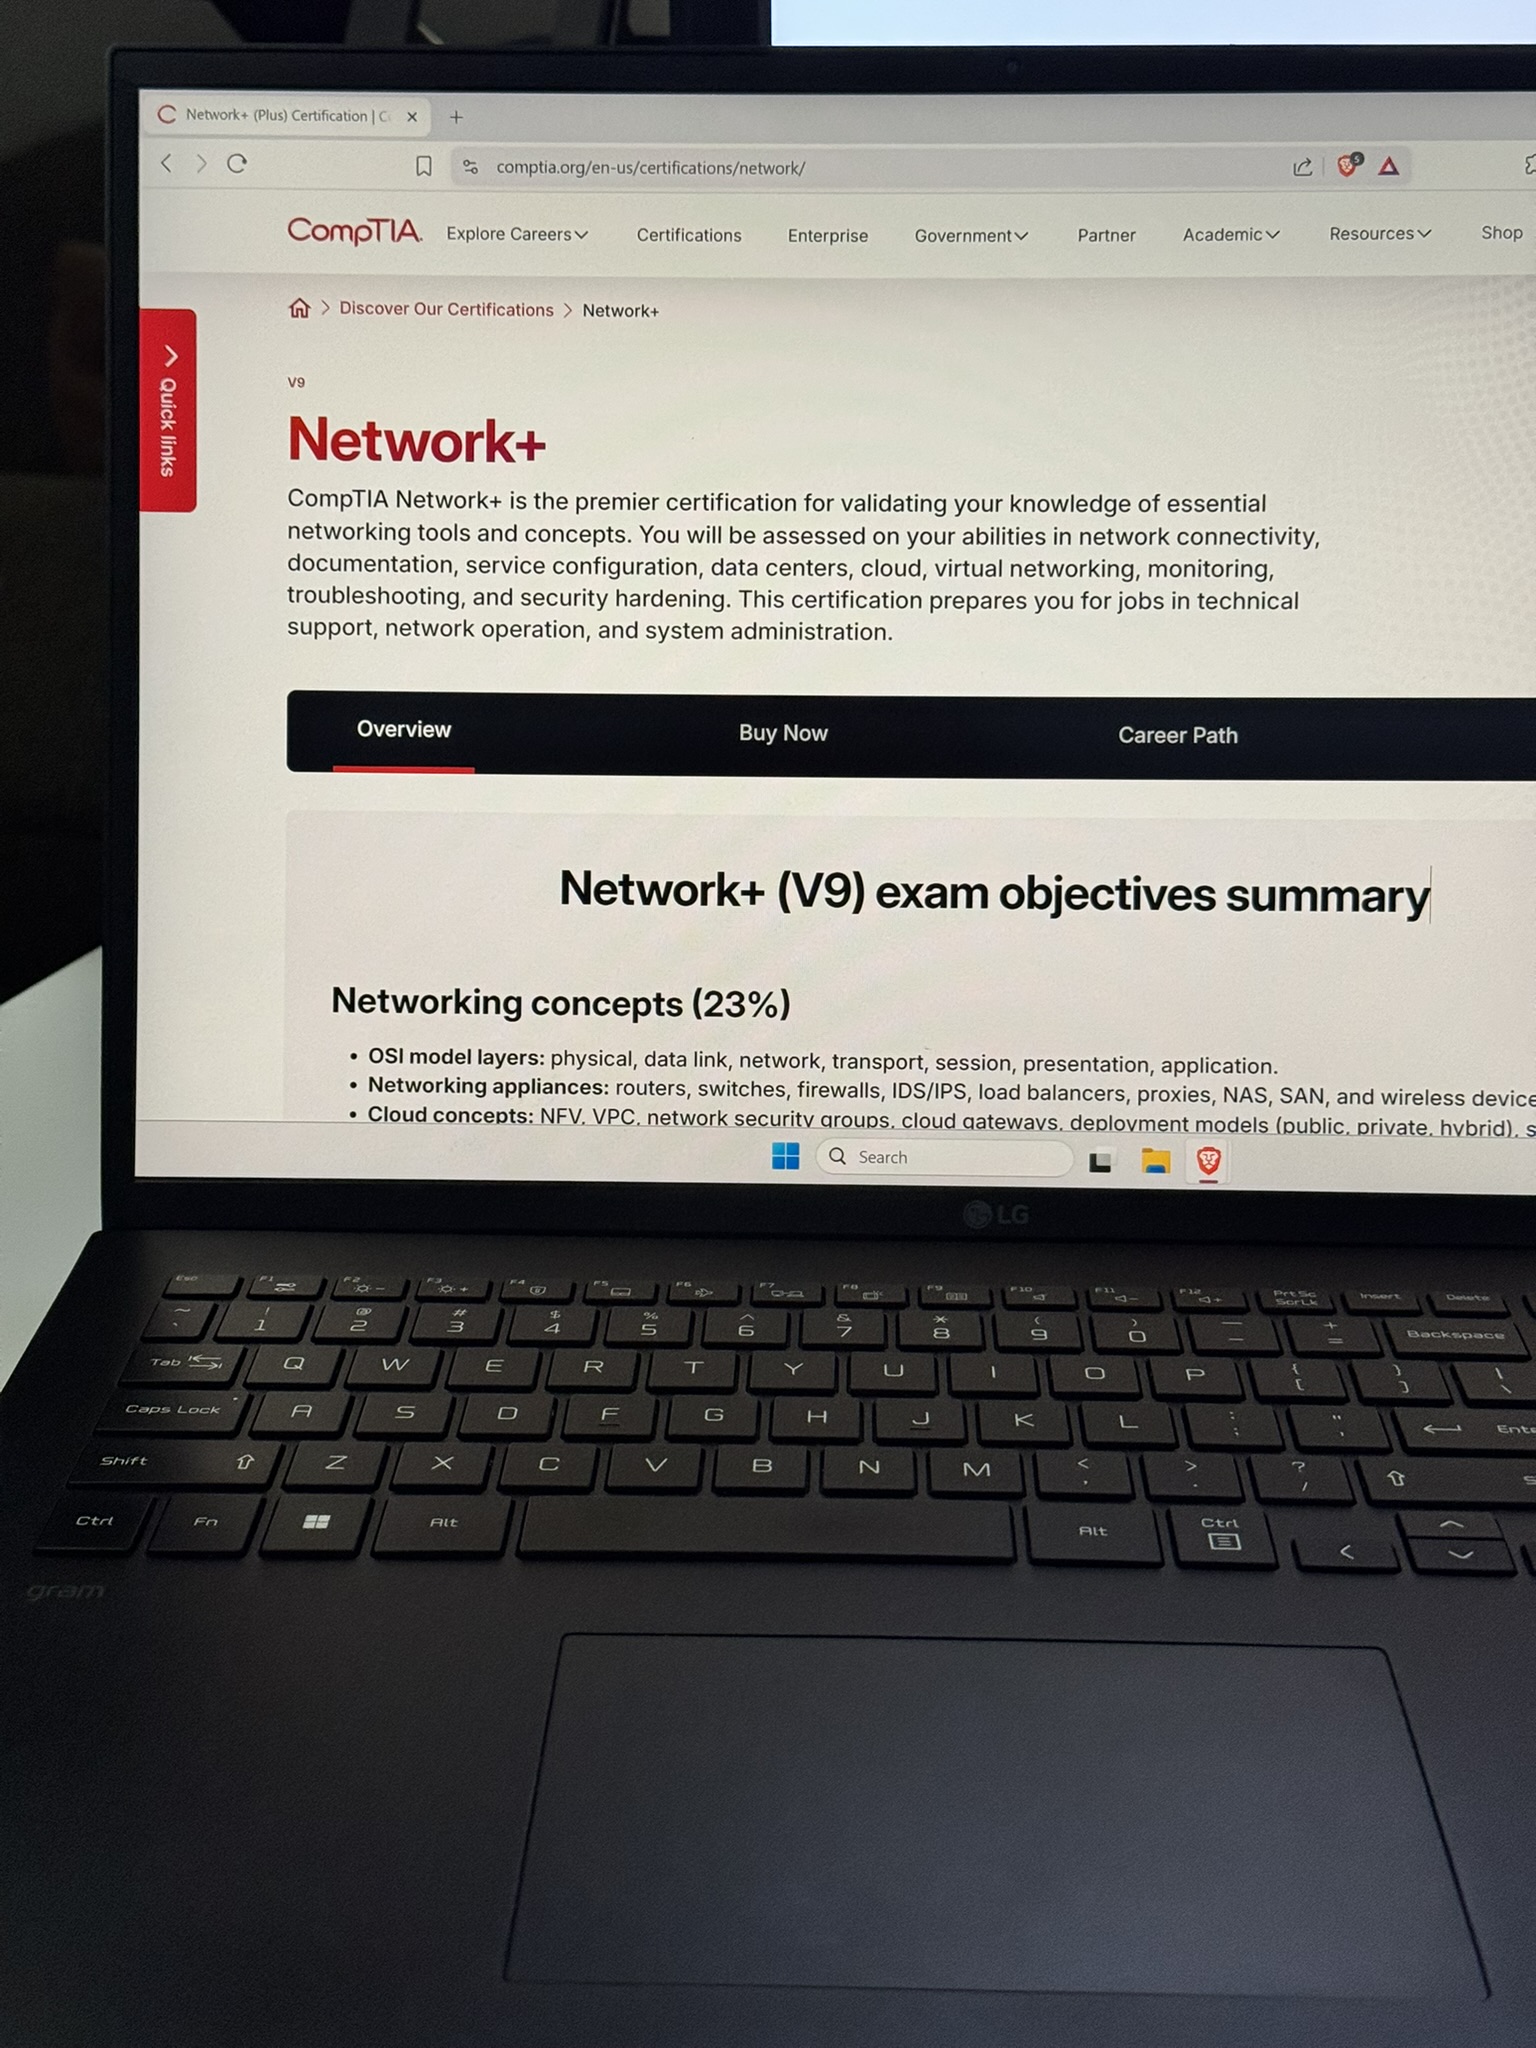 Network+ (Plus) Certification | C
comptia.org/en-us/certifications/network/
5
CompTIA. Explore Careers Certifications Enterprise Government Partner Academic Resources Shop
Discover Our Certifications > Network+
Quick links
V9
Network+
CompTIA Network+ is the premier certification for validating your knowledge of essential
networking tools and concepts. You will be assessed on your abilities in network connectivity,
documentation, service configuration, data centers, cloud, virtual networking, monitoring,
troubleshooting, and security hardening. This certification prepares you for jobs in technical
support, network operation, and system administration.
Overview Buy Now Career Path
Network+ (V9) exam objectives summary
Networking concepts (23%)
• OSI model layers: physical, data link, network, transport, session, presentation, application.
• Networking appliances: routers, switches, firewalls, IDS/IPS, load balancers, proxies, NAS, SAN, and wireless device
• Cloud concepts: NFV, VPC, network security groups, cloud gateways, deployment models (public, private, hybrid), s
Search
LG
Esc F1 F2 F3 F4 F5 F6 F7 F8 F9 F10 F11 F12 PrtSc ScrLk Insert Delete
~ ` ! 1 @ 2 # 3 $ 4 % 5 ^ 6 & 7 * 8 ( 9 ) 0 _ - + = Backspace
Tab Q W E R T Y U I O P { [ } ] | \
Caps Lock A S D F G H J K L : ; " ' Ente
Shift Z X C V B N M < , > . ? / S
Ctrl Fn Alt Alt Ctrl
gram